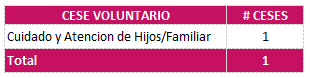 CESE VOLUNTARIO # CESES
Cuidado y Atencion de Hijos/Familiar 1
Total 1